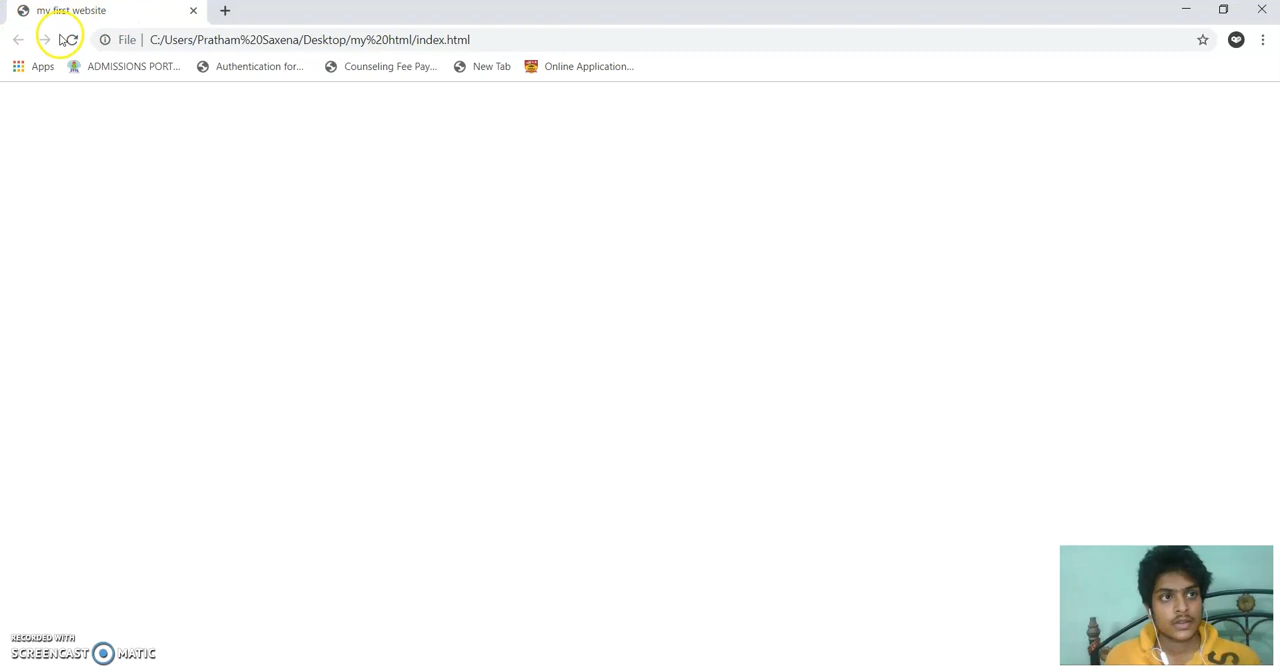 my first website
File C:/Users/Pratham%20Saxena/Desktop/my%20html/index.html
Apps ADMISSIONS PORT... Authentication for... Counseling Fee Pay... New Tab Online Application...
RECORDED WITH
SCREENCAST MATIC